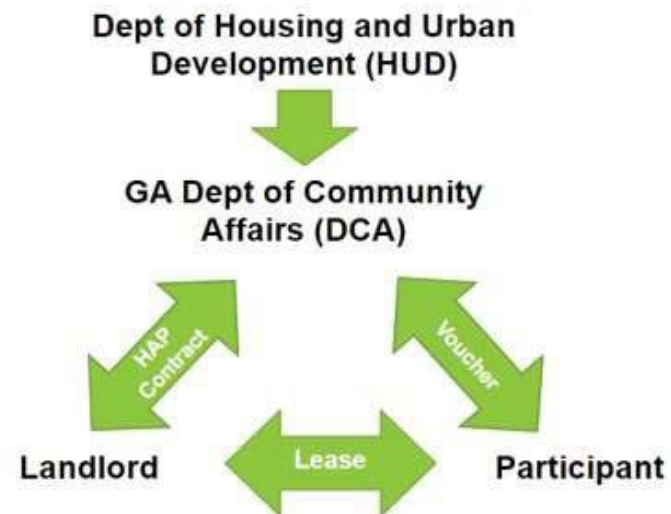 Dept of Housing and Urban
Development (HUD)
GA Dept of Community
Affairs (DCA)
HAP
Contract
Voucher
Landlord
Lease
Participant